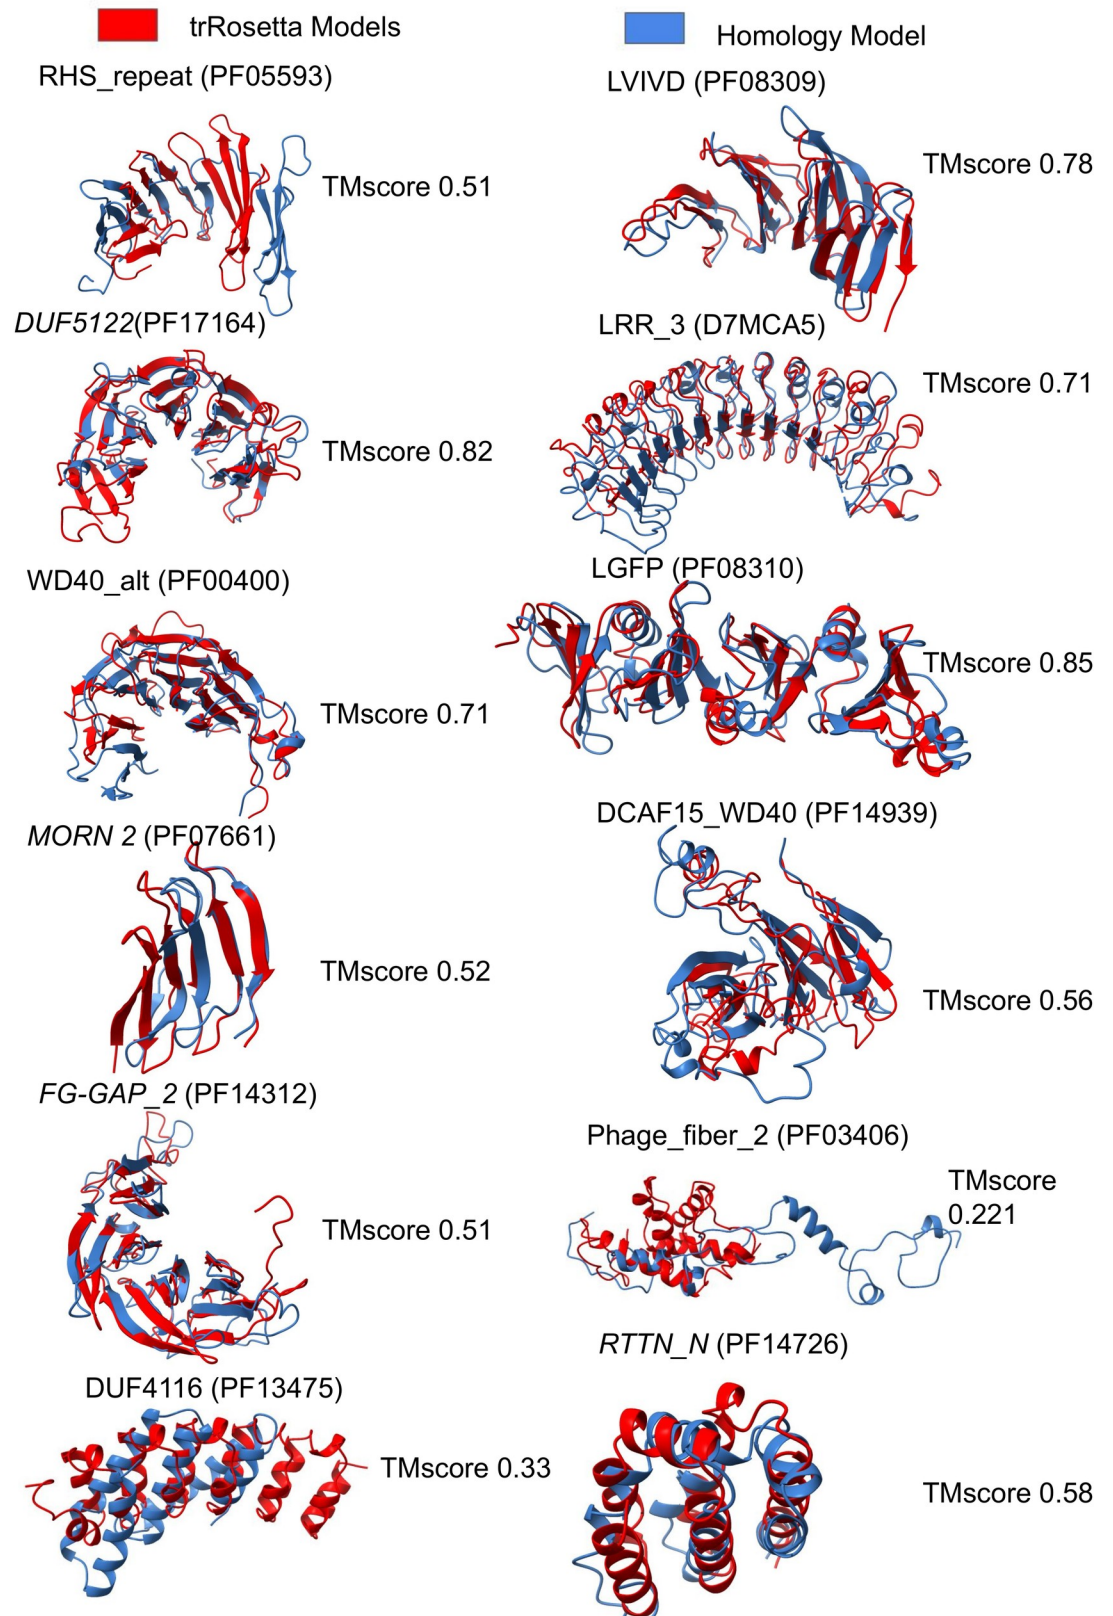 trRosetta Models
Homology Model
RHS_repeat (PF05593)
TMscore 0.51
LVIVD (PF08309)
TMscore 0.78
DUF5122(PF17164)
TMscore 0.82
LRR_3 (D7MCA5)
TMscore 0.71
WD40_alt (PF00400)
TMscore 0.71
LGFP (PF08310)
TMscore 0.85
MORN 2 (PF07661)
TMscore 0.52
DCAF15_WD40 (PF14939)
TMscore 0.56
FG-GAP_2 (PF14312)
TMscore 0.51
Phage_fiber_2 (PF03406)
TMscore
0.221
DUF4116 (PF13475)
TMscore 0.33
RTTN_N (PF14726)
TMscore 0.58